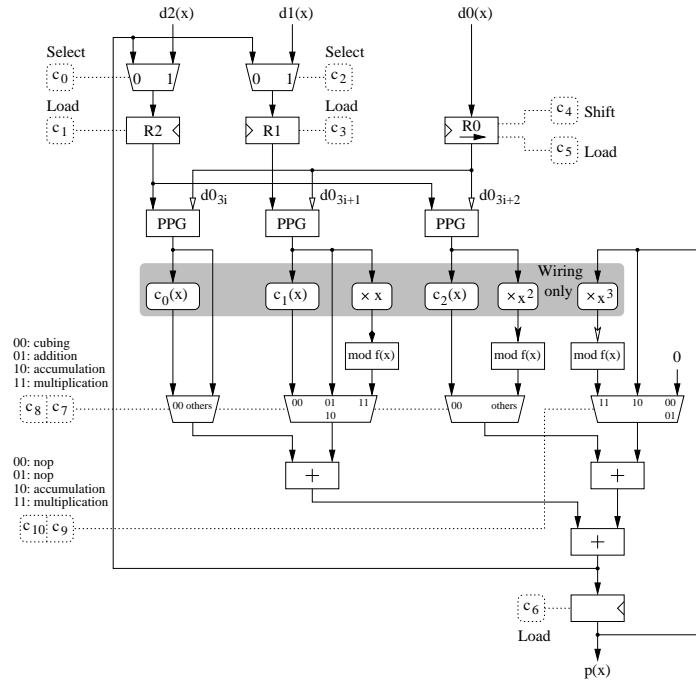 d2(x) d1(x) d0(x)
Select Select
c0 0 1 0 1 c2
Load Load c4 Shift
c1 R2 R1 c3 R0
c5 Load
d03i d03i+1 d03i+2
PPG PPG PPG
Wiring
only
c0(x) c1(x) × x c2(x) × x2 × x3
00: cubing
01: addition
10: accumulation
11: multiplication
mod f(x) mod f(x) mod f(x) 0
c8 c7 00 others 00 01 11 00 others 11 10 00
10 01
00: nop
01: nop
10: accumulation
11: multiplication
+ +
c10 c9
+
c6
Load
p(x)